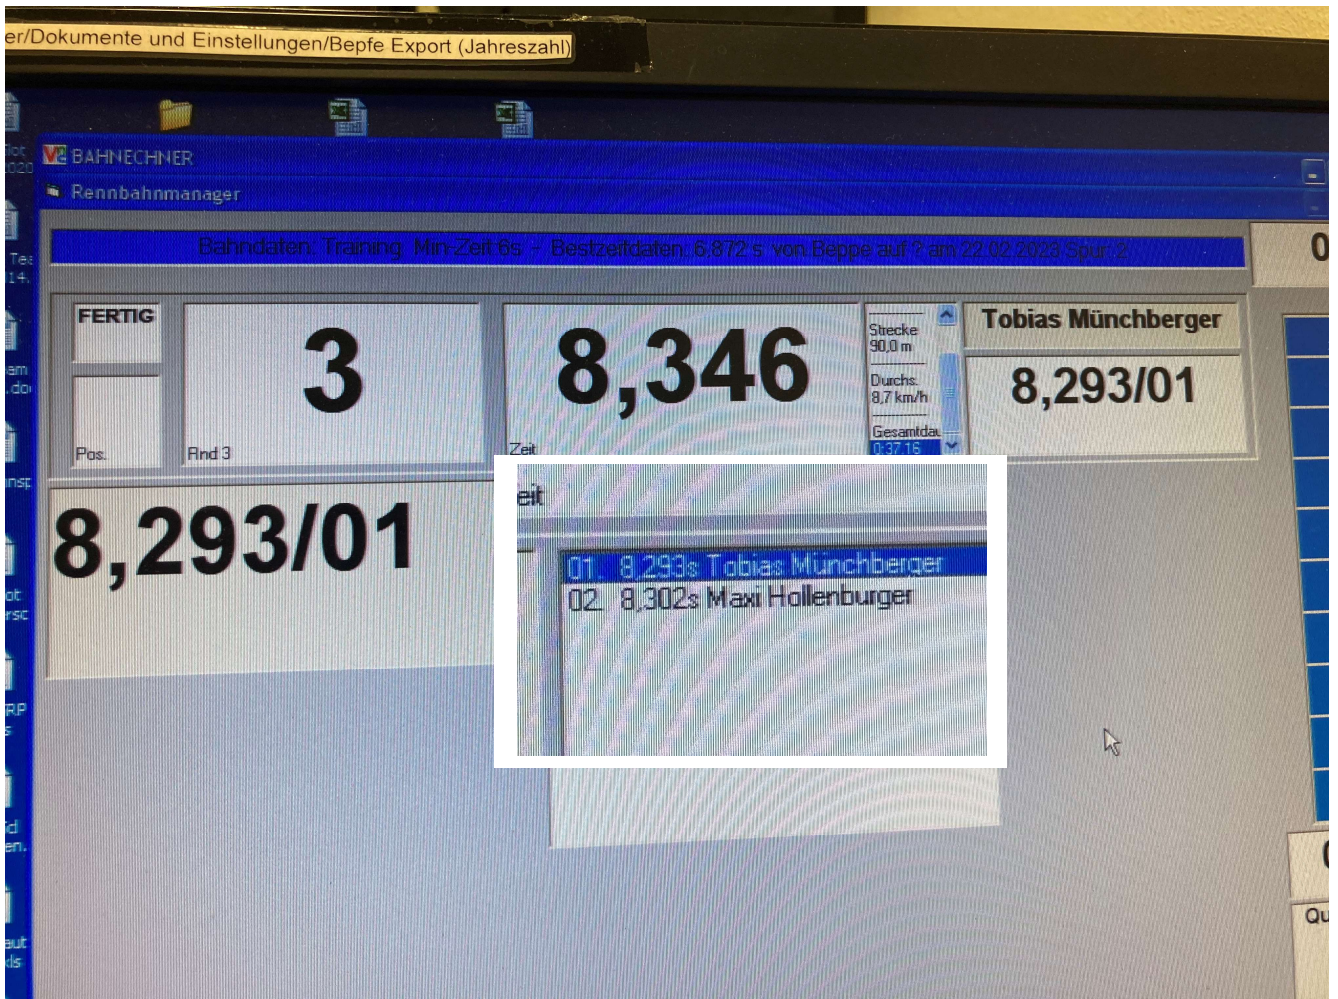 er/Dokumente und Einstellungen/Bepfe Export (Jahreszahl)
BAHNECHNER
Rennbahnmanager
Bahndaten: Training Min-Zeit:6s - Bestzeitdaten: 6,872 s von Beppe auf ? am 22.02.2023 Spur: 2
FERTIG
Pos.
3
Rnd 3
8,346
Zeit
Strecke
90,0 m
Durchs.
8,7 km/h
Gesamtdau
0:37,16
Tobias Münchberger
8,293/01
8,293/01
eit
01. 8,293s Tobias Münchberger
02. 8,302s Maxi Hollenburger
0
Qu